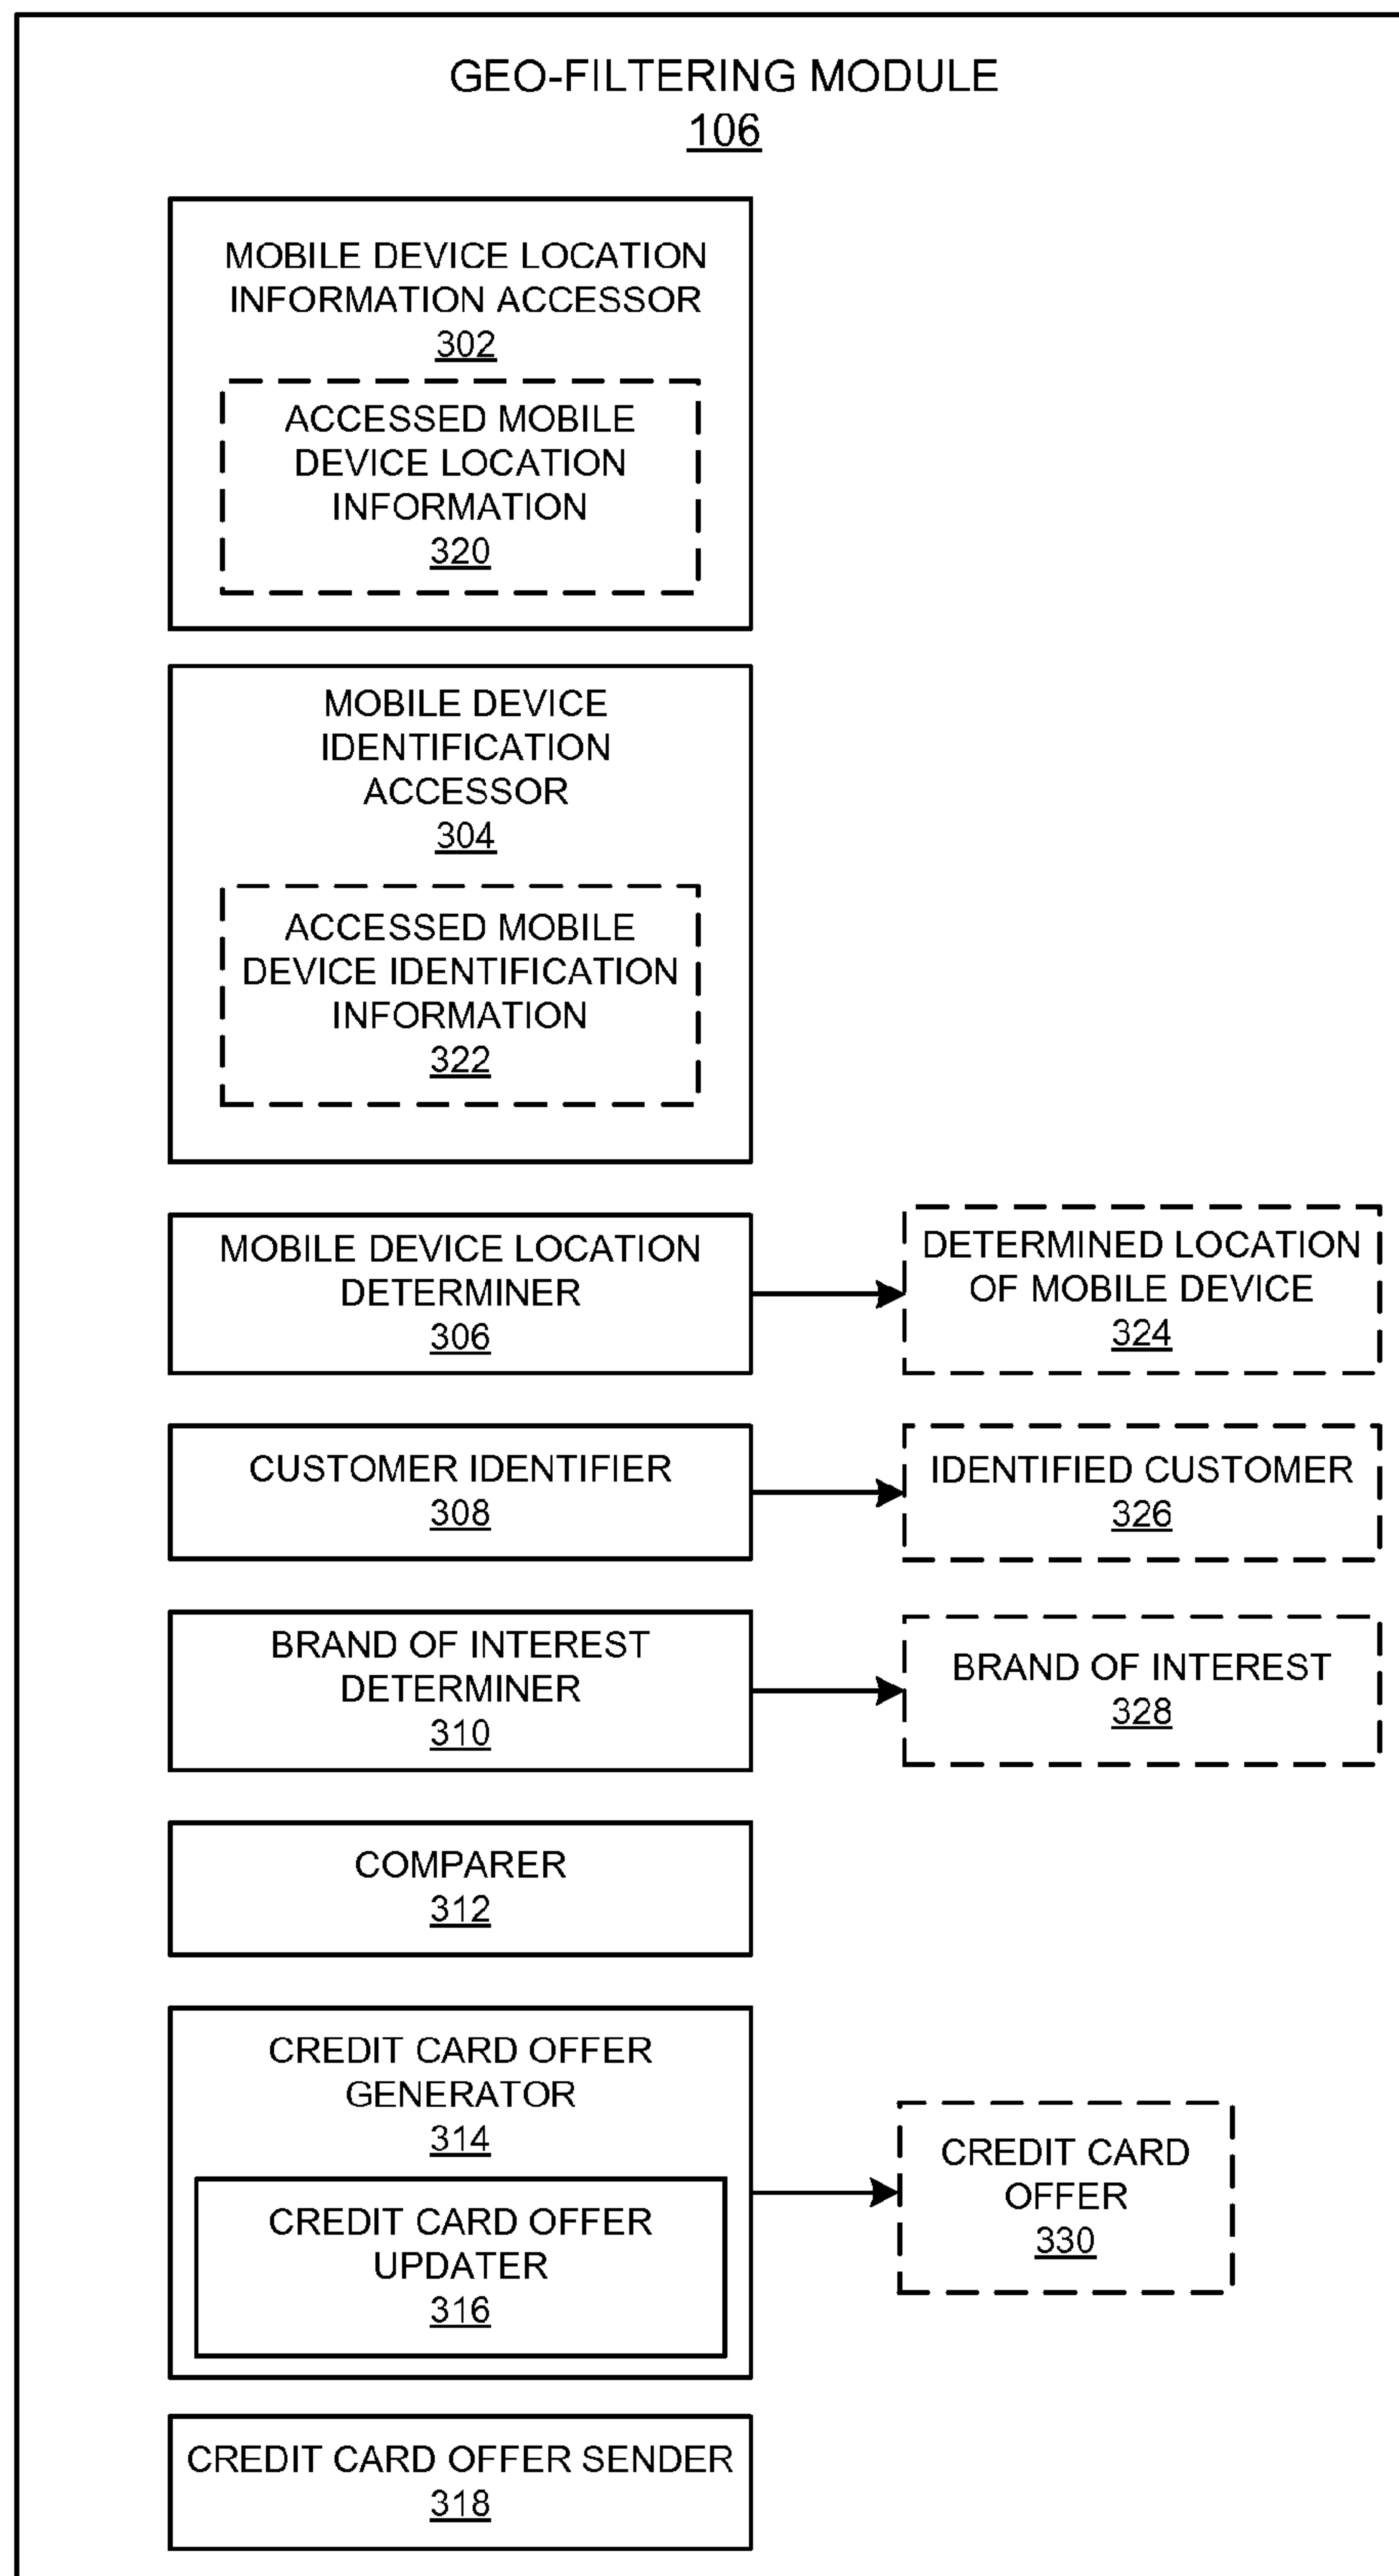 GEO-FILTERING MODULE
106
MOBILE DEVICE LOCATION
INFORMATION ACCESSOR
302
ACCESSED MOBILE
DEVICE LOCATION
INFORMATION
320
MOBILE DEVICE
IDENTIFICATION
ACCESSOR
304
ACCESSED MOBILE
DEVICE IDENTIFICATION
INFORMATION
322
MOBILE DEVICE LOCATION
DETERMINER
306
DETERMINED LOCATION
OF MOBILE DEVICE
324
CUSTOMER IDENTIFIER
308
IDENTIFIED CUSTOMER
326
BRAND OF INTEREST
DETERMINER
310
BRAND OF INTEREST
328
COMPARER
312
CREDIT CARD OFFER
GENERATOR
314
CREDIT CARD OFFER
UPDATER
316
CREDIT CARD
OFFER
330
CREDIT CARD OFFER SENDER
318